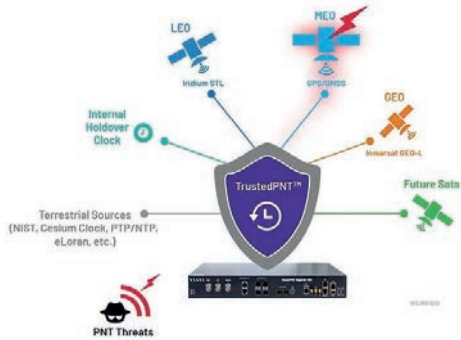 LEO
Iridium STL
MEO
GPS/GNSS
GEO
Inmarsat GEO-L
Internal
Holdover
Clock
TrustedPNT™
Future Sats
Terrestrial Sources
(NIST, Cesium Clock, PTP/NTP,
eLoran, etc.)
PNT Threats